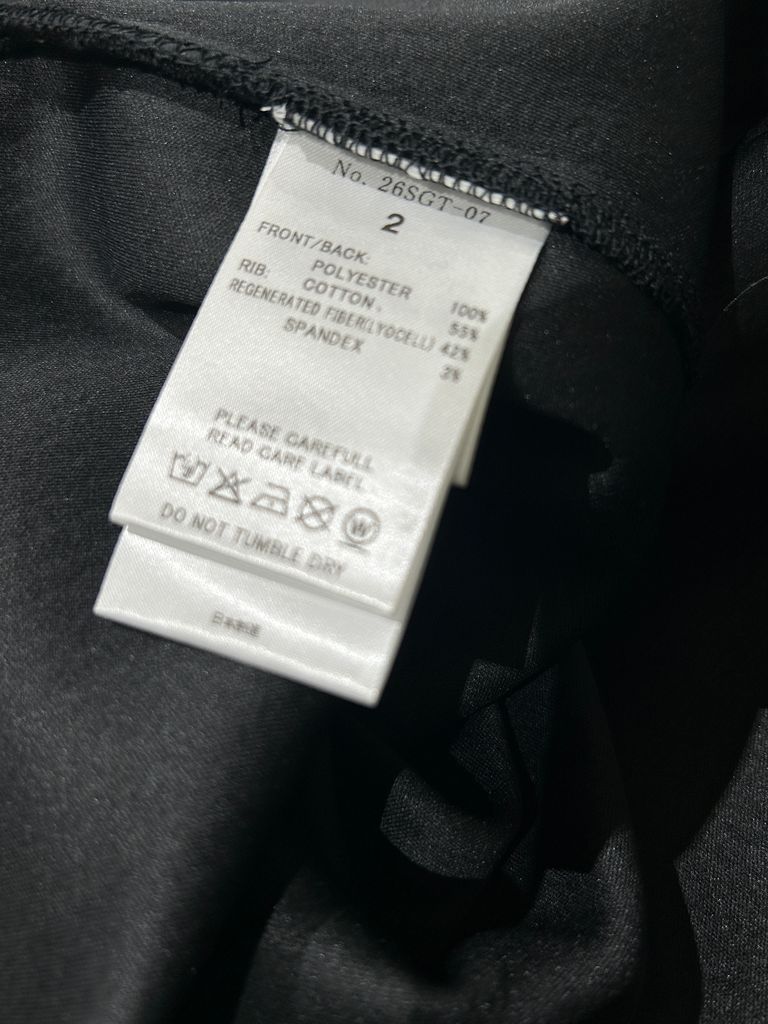 No. 26SGT-07
2
FRONT/BACK:
POLYESTER 100%
RIB: COTTON, 55%
REGENERATED FIBER(LYOCELL) 42%
SPANDEX 3%
PLEASE CAREFULL
READ CARE LABEL
W
DO NOT TUMBLE DRY